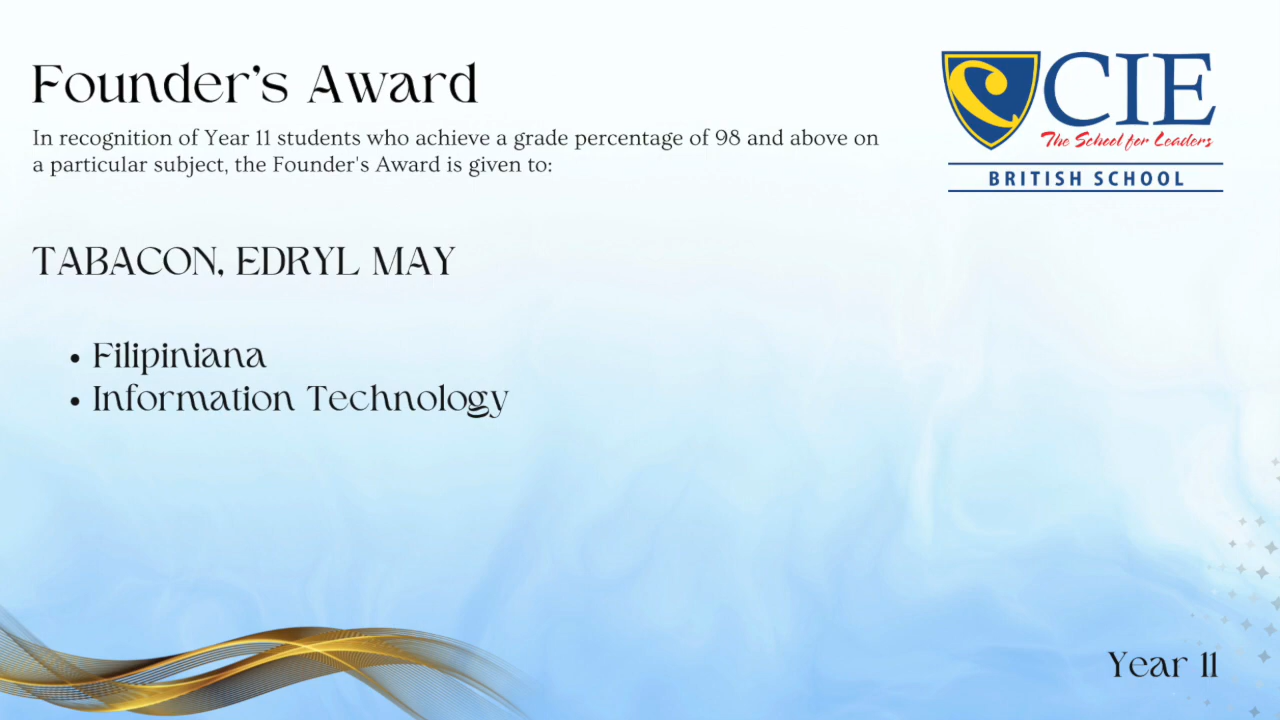 Founder's Award
In recognition of Year 11 students who achieve a grade percentage of 98 and above on
a particular subject, the Founder's Award is given to:
CIE
The School for Leaders
BRITISH SCHOOL
TABACON, EDRYL MAY
• Filipiniana
• Information Technology
Year 11